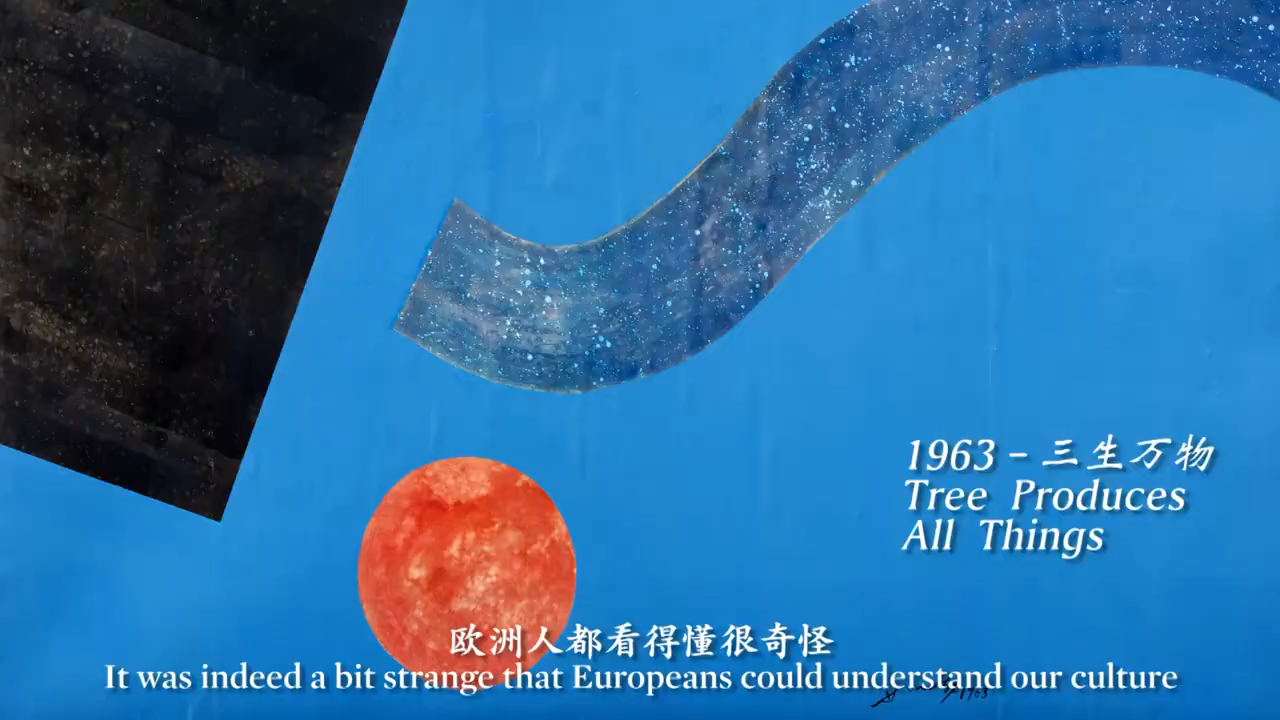 1963 - 三生万物
Tree Produces
All Things
欧洲人都看得懂很奇怪
It was indeed a bit strange that Europeans could understand our culture